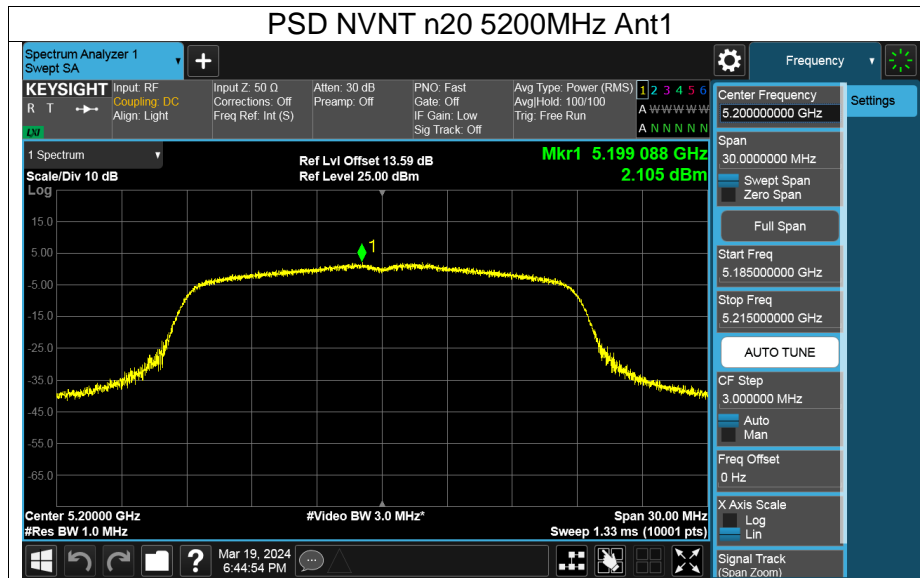 PSD NVNT n20 5200MHz Ant1
Spectrum Analyzer 1
Swept SA
+
Frequency
KEYSIGHT
R T
LXI
Input: RF
Coupling: DC
Align: Light
Input Z: 50 Ω
Corrections: Off
Freq Ref: Int (S)
Atten: 30 dB
Preamp: Off
PNO: Fast
Gate: Off
IF Gain: Low
Sig Track: Off
Avg Type: Power (RMS)
Avg|Hold: 100/100
Trig: Free Run
1 2 3 4 5 6
A W W W W W
A N N N N N
1 Spectrum
Scale/Div 10 dB
Log
Ref Lvl Offset 13.59 dB
Ref Level 25.00 dBm
Mkr1 5.199 088 GHz
2.105 dBm
15.0
5.00
-5.00
-15.0
-25.0
-35.0
-45.0
-55.0
-65.0
1
Center 5.20000 GHz
#Res BW 1.0 MHz
#Video BW 3.0 MHz*
Span 30.00 MHz
Sweep 1.33 ms (10001 pts)
?
Mar 19, 2024
6:44:54 PM
Center Frequency
5.200000000 GHz
Span
30.0000000 MHz
Swept Span
Zero Span
Full Span
Start Freq
5.185000000 GHz
Stop Freq
5.215000000 GHz
AUTO TUNE
CF Step
3.000000 MHz
Auto
Man
Freq Offset
0 Hz
X Axis Scale
Log
Lin
Signal Track
(Span Zoom)
Settings